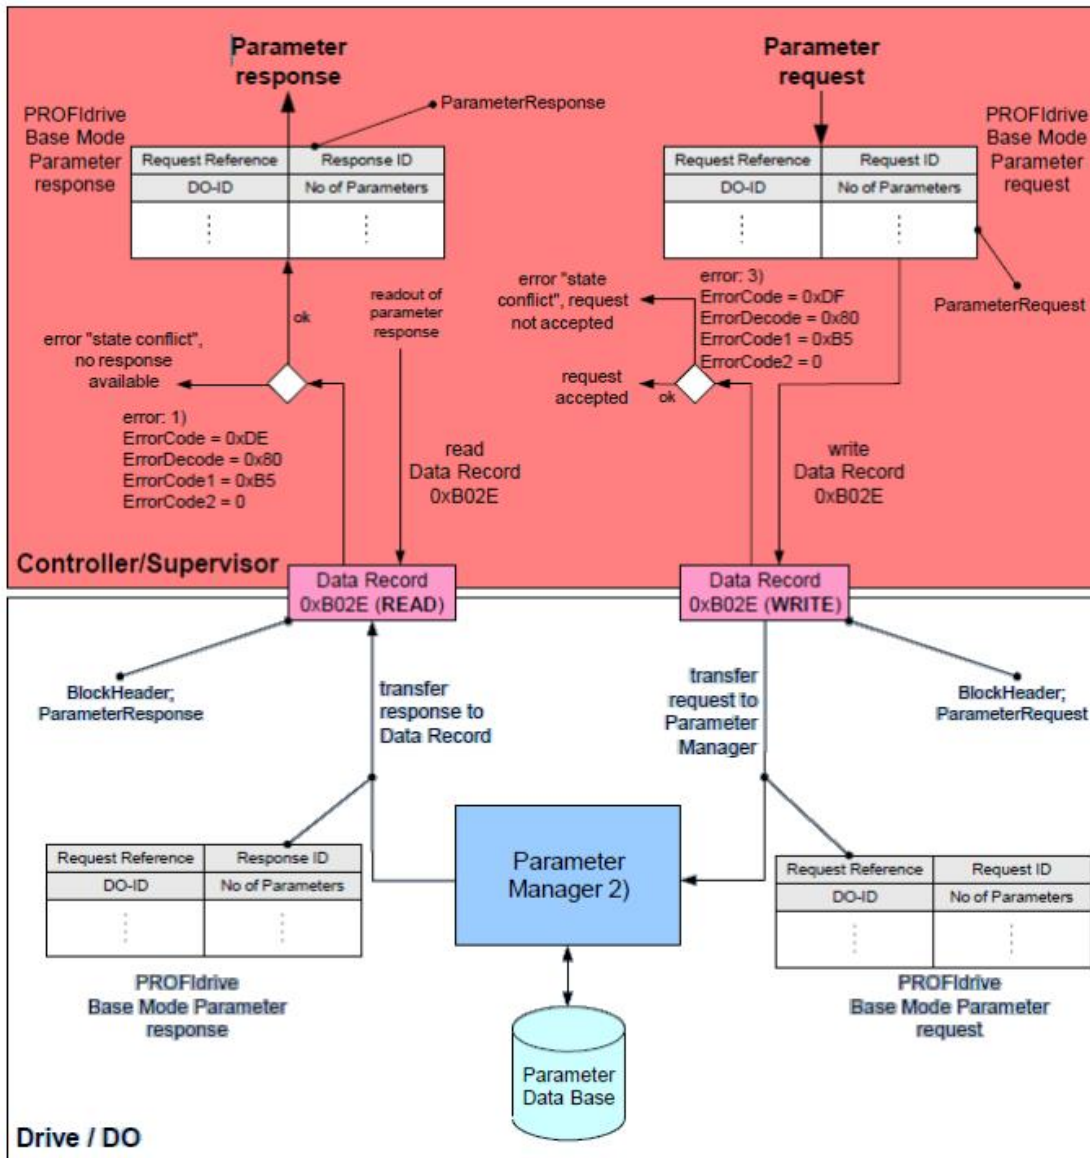 Parameter
response
Parameter
request
ParameterResponse
PROFIdrive
Base Mode
Parameter
response
PROFIdrive
Base Mode
Parameter
request
Request Reference
Response ID
DO-ID
No of Parameters
Request Reference
Request ID
DO-ID
No of Parameters
ok
readout of
parameter
response
error "state conflict",
no response
available
error: 1)
ErrorCode = 0xDE
ErrorDecode = 0x80
ErrorCode1 = 0xB5
ErrorCode2 = 0
read
Data Record
0xB02E
error "state
conflict", request
not accepted
error: 3)
ErrorCode = 0xDF
ErrorDecode = 0x80
ErrorCode1 = 0xB5
ErrorCode2 = 0
ParameterRequest
request
accepted
ok
write
Data Record
0xB02E
Controller/Supervisor
Data Record
0xB02E (READ)
Data Record
0xB02E (WRITE)
BlockHeader;
ParameterResponse
transfer
response to
Data Record
transfer
request to
Parameter
Manager
BlockHeader;
ParameterRequest
Request Reference
Response ID
DO-ID
No of Parameters
PROFIdrive
Base Mode Parameter
response
Parameter
Manager 2)
Request Reference
Request ID
DO-ID
No of Parameters
PROFIdrive
Base Mode Parameter
request
Parameter
Data Base
Drive / DO